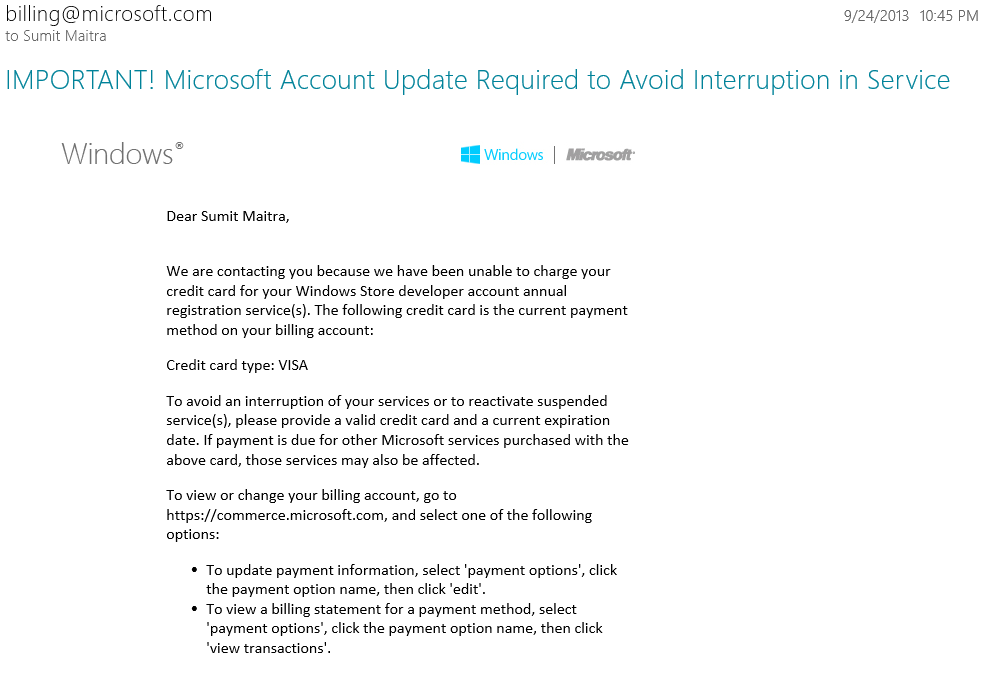 billing@microsoft.com
9/24/2013 10:45 PM
to Sumit Maitra
IMPORTANT! Microsoft Account Update Required to Avoid Interruption in Service
Windows®
Windows | Microsoft
Dear Sumit Maitra,
We are contacting you because we have been unable to charge your
credit card for your Windows Store developer account annual
registration service(s). The following credit card is the current payment
method on your billing account:
Credit card type: VISA
To avoid an interruption of your services or to reactivate suspended
service(s), please provide a valid credit card and a current expiration
date. If payment is due for other Microsoft services purchased with the
above card, those services may also be affected.
To view or change your billing account, go to
https://commerce.microsoft.com, and select one of the following
options:
• To update payment information, select 'payment options', click
the payment option name, then click 'edit'.
• To view a billing statement for a payment method, select
'payment options', click the payment option name, then click
'view transactions'.